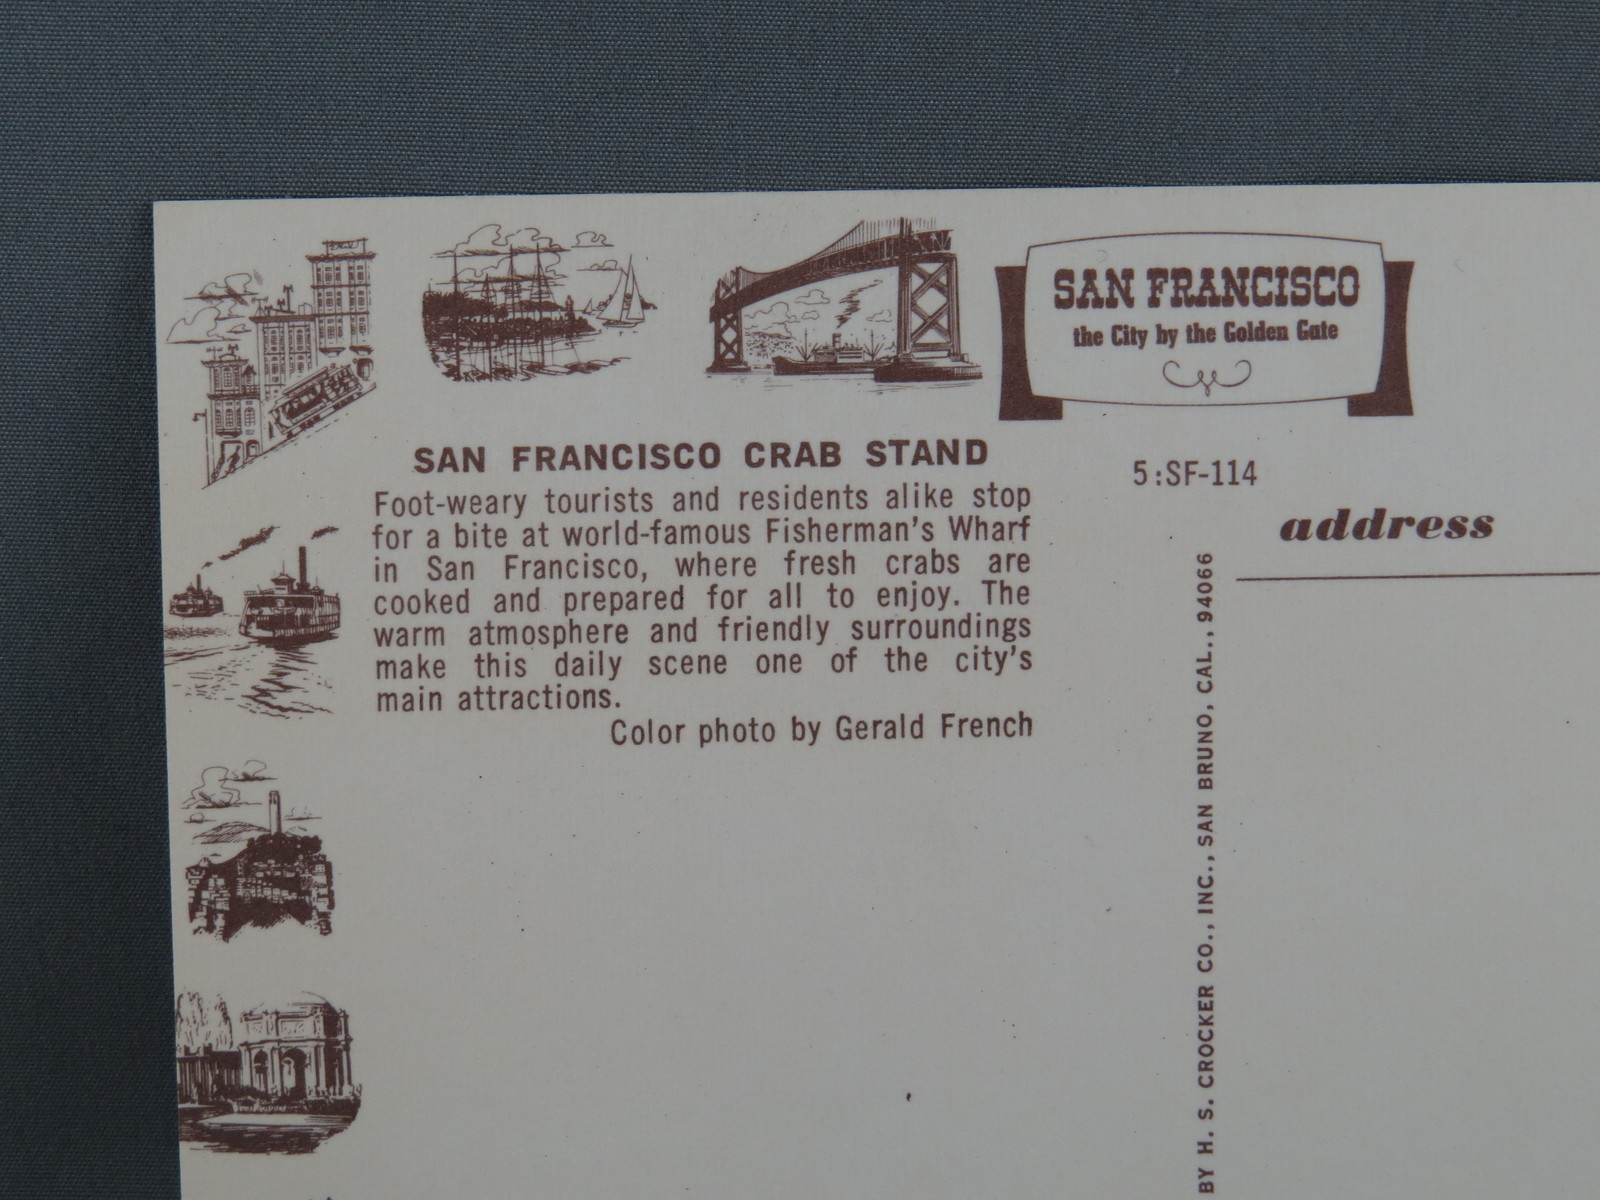 SAN FRANCISCO
the City by the Golden Gate
SAN FRANCISCO CRAB STAND
Foot-weary tourists and residents alike stop
for a bite at world-famous Fisherman's Wharf
in San Francisco, where fresh crabs are
cooked and prepared for all to enjoy. The
warm atmosphere and friendly surroundings
make this daily scene one of the city's
main attractions.
Color photo by Gerald French
5:SF-114
address
BY H. S. CROCKER CO., INC., SAN BRUNO, CAL., 94066